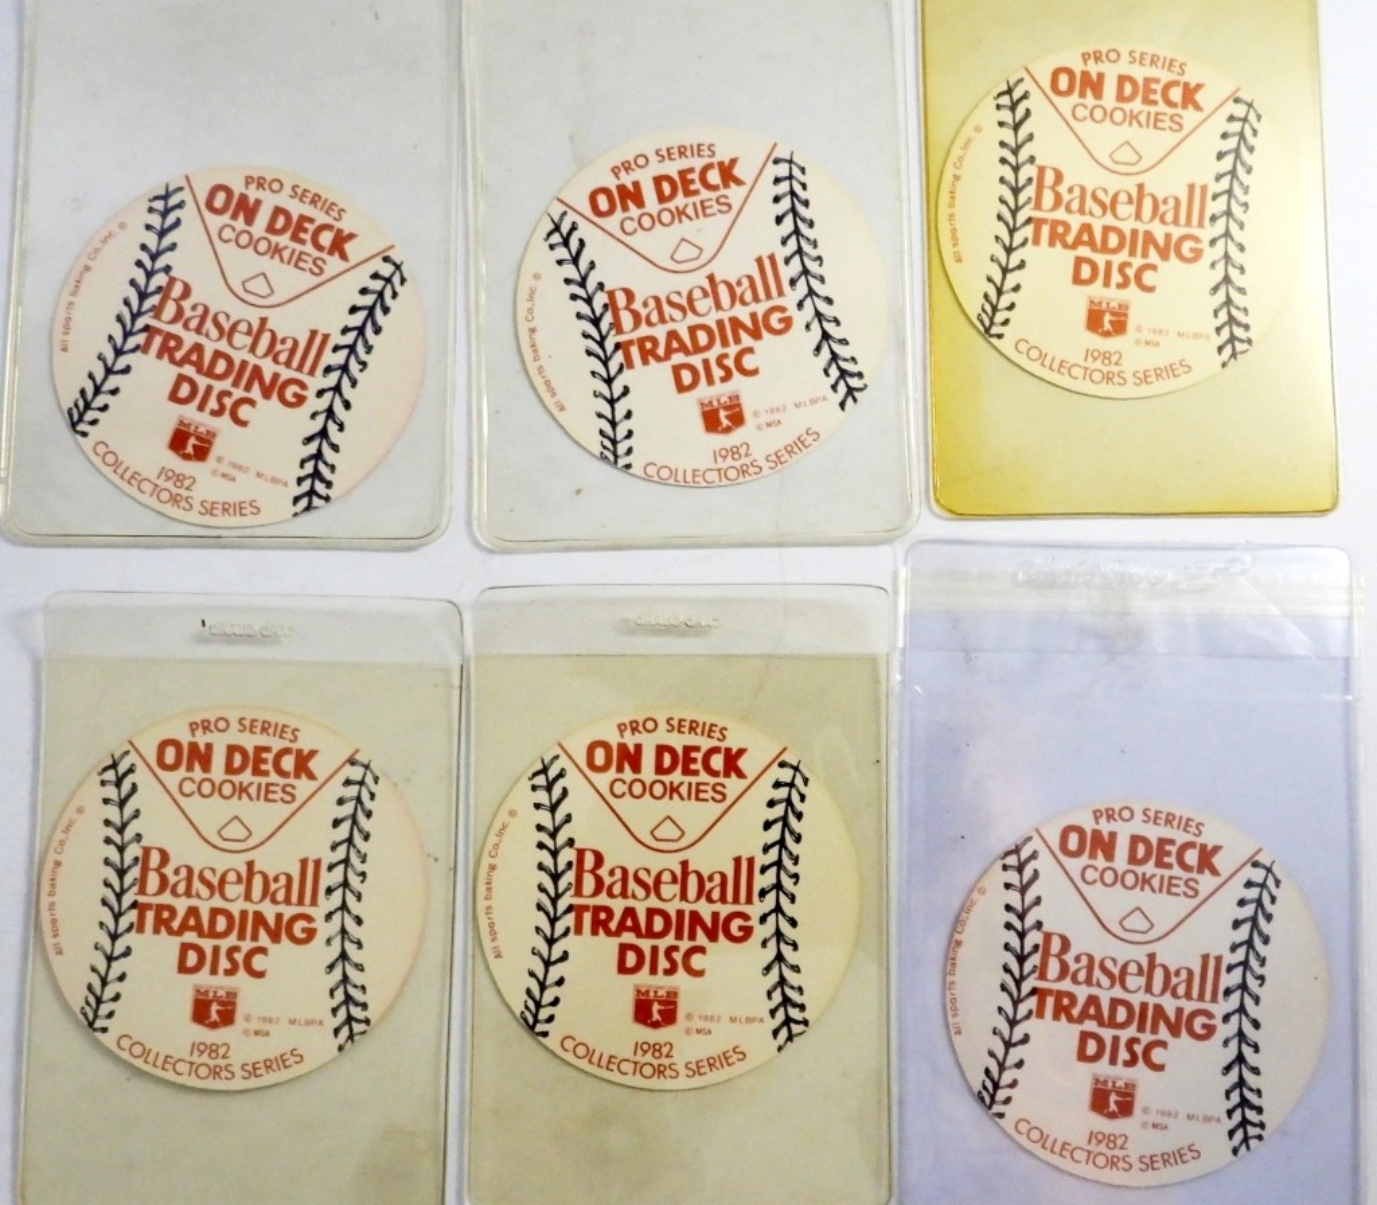 PRO SERIES
ON DECK
COOKIES
All sports baking Co.,Inc. ©
Baseball
TRADING
DISC
MLB
© 1982 MLBPA
© MSA
1982
COLLECTORS SERIES
PRO SERIES
ON DECK
COOKIES
All sports baking Co.,Inc. ©
Baseball
TRADING
DISC
MLB
© 1982 MLBPA
© MSA
1982
COLLECTORS SERIES
PRO SERIES
ON DECK
COOKIES
All sports baking Co.,Inc. ©
Baseball
TRADING
DISC
MLB
© 1982 MLBPA
© MSA
1982
COLLECTORS SERIES
PRO SERIES
ON DECK
COOKIES
All sports baking Co.,Inc. ©
Baseball
TRADING
DISC
MLB
© 1982 MLBPA
© MSA
1982
COLLECTORS SERIES
PRO SERIES
ON DECK
COOKIES
All sports baking Co.,Inc. ©
Baseball
TRADING
DISC
MLB
© 1982 MLBPA
© MSA
1982
COLLECTORS SERIES
PRO SERIES
ON DECK
COOKIES
All sports baking Co.,Inc. ©
Baseball
TRADING
DISC
MLB
© 1982 MLBPA
© MSA
1982
COLLECTORS SERIES